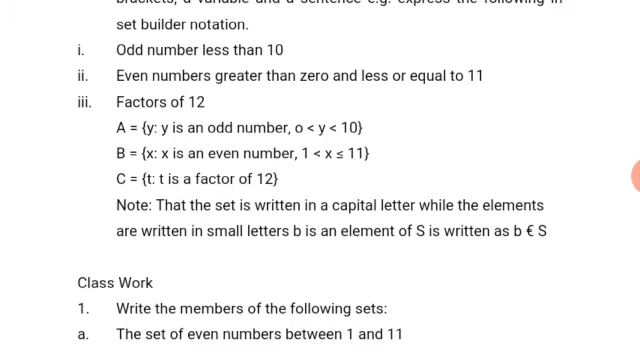 brackets, a variable and a sentence e.g. express the following in
set builder notation.
i. Odd number less than 10
ii. Even numbers greater than zero and less or equal to 11
iii. Factors of 12
A = {y: y is an odd number, o < y < 10}
B = {x: x is an even number, 1 < x ≤ 11}
C = {t: t is a factor of 12}
Note: That the set is written in a capital letter while the elements
are written in small letters b is an element of S is written as b € S
Class Work
1. Write the members of the following sets:
a. The set of even numbers between 1 and 11